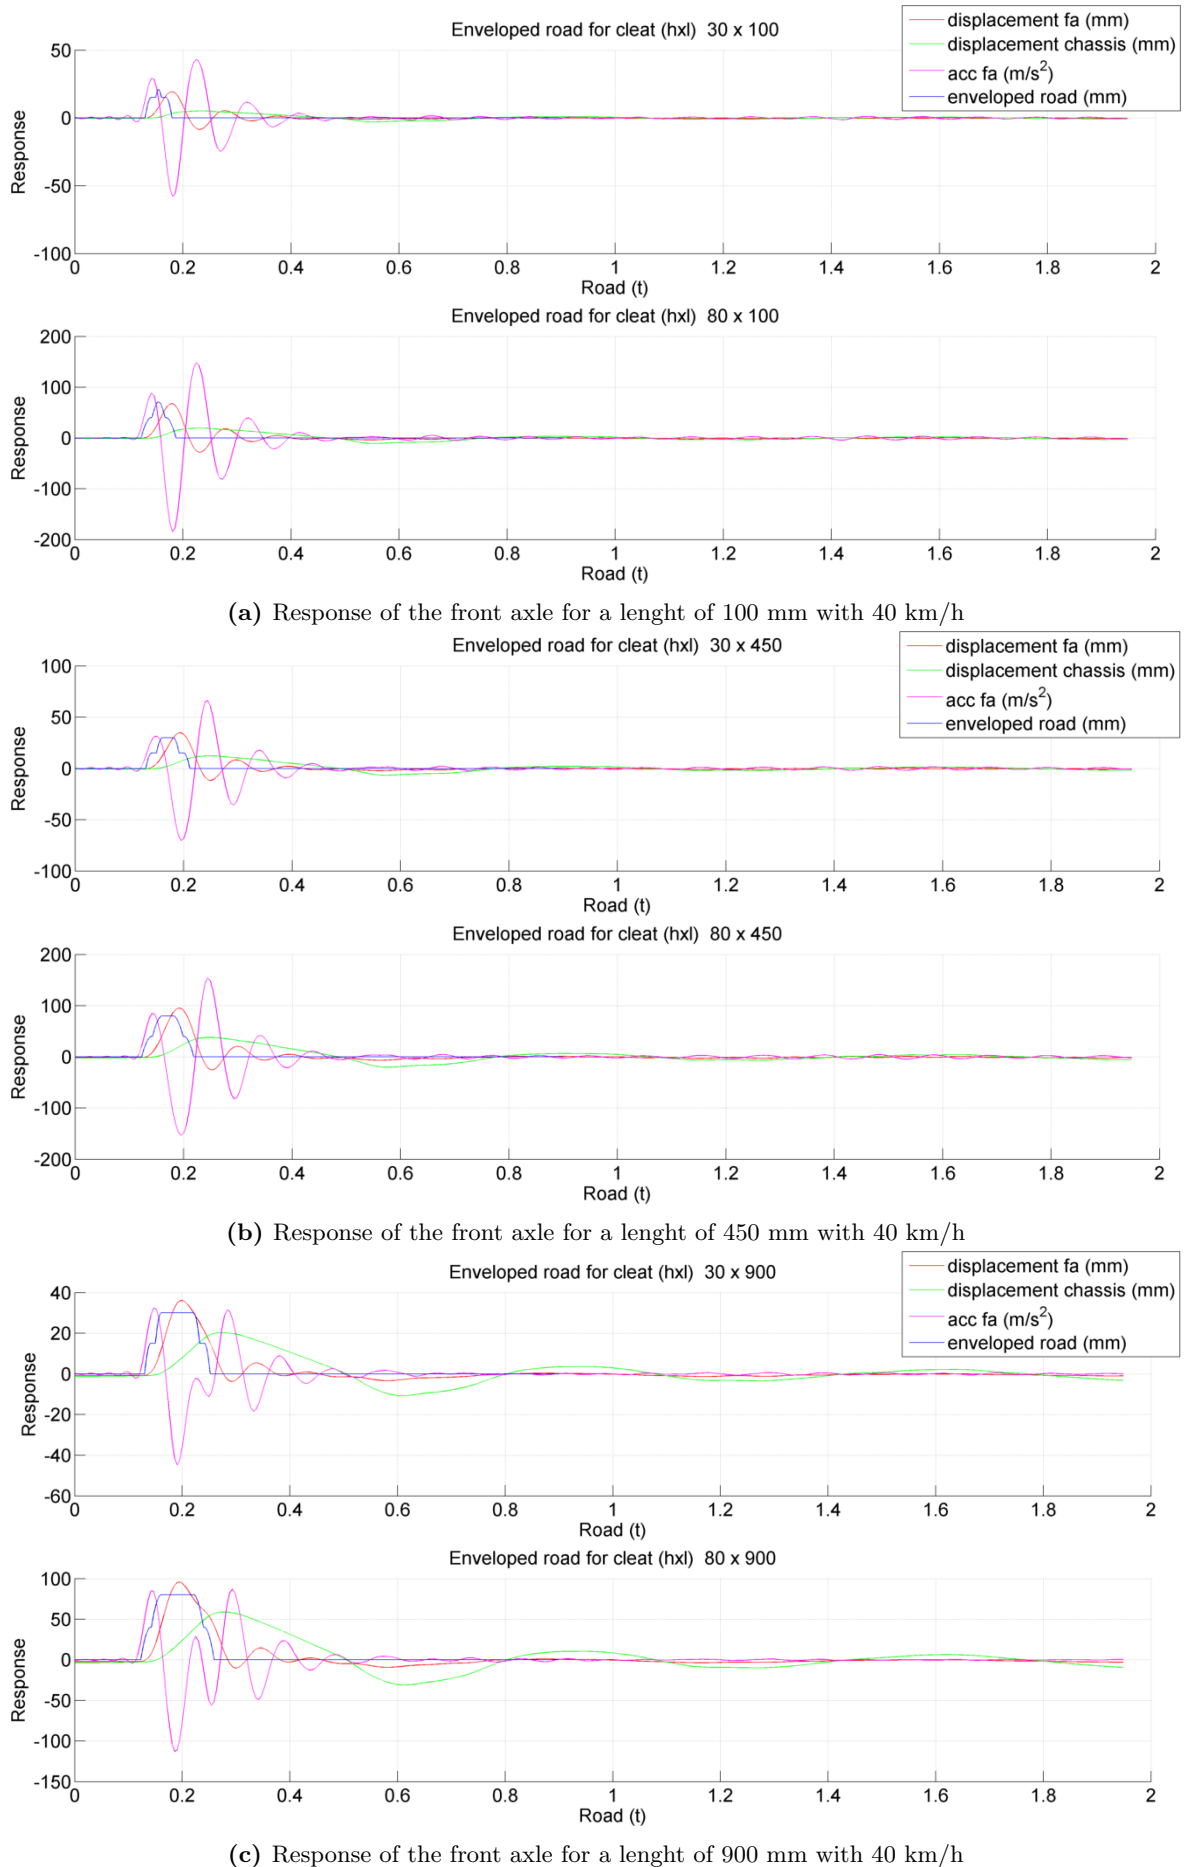 Enveloped road for cleat (hxl)  30 x 100
displacement fa (mm)
displacement chassis (mm)
acc fa (m/s²)
enveloped road (mm)
50
0
-50
-100
Response
0 0.2 0.4 0.6 0.8 1 1.2 1.4 1.6 1.8 2
Road (t)
Enveloped road for cleat (hxl)  80 x 100
200
100
0
-100
-200
Response
0 0.2 0.4 0.6 0.8 1 1.2 1.4 1.6 1.8 2
Road (t)
(a) Response of the front axle for a lenght of 100 mm with 40 km/h
Enveloped road for cleat (hxl)  30 x 450
displacement fa (mm)
displacement chassis (mm)
acc fa (m/s²)
enveloped road (mm)
100
50
0
-50
-100
Response
0 0.2 0.4 0.6 0.8 1 1.2 1.4 1.6 1.8 2
Road (t)
Enveloped road for cleat (hxl)  80 x 450
200
100
0
-100
-200
Response
0 0.2 0.4 0.6 0.8 1 1.2 1.4 1.6 1.8 2
Road (t)
(b) Response of the front axle for a lenght of 450 mm with 40 km/h
Enveloped road for cleat (hxl)  30 x 900
displacement fa (mm)
displacement chassis (mm)
acc fa (m/s²)
enveloped road (mm)
40
20
0
-20
-40
-60
Response
0 0.2 0.4 0.6 0.8 1 1.2 1.4 1.6 1.8 2
Road (t)
Enveloped road for cleat (hxl)  80 x 900
100
50
0
-50
-100
-150
Response
0 0.2 0.4 0.6 0.8 1 1.2 1.4 1.6 1.8 2
Road (t)
(c) Response of the front axle for a lenght of 900 mm with 40 km/h